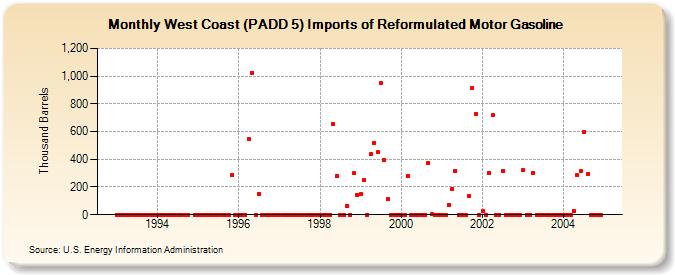 Monthly West Coast (PADD 5) Imports of Reformulated Motor Gasoline
Thousand Barrels
1,200
1,000
800
600
400
200
0
1994 1996 1998 2000 2002 2004
Source: U.S. Energy Information Administration